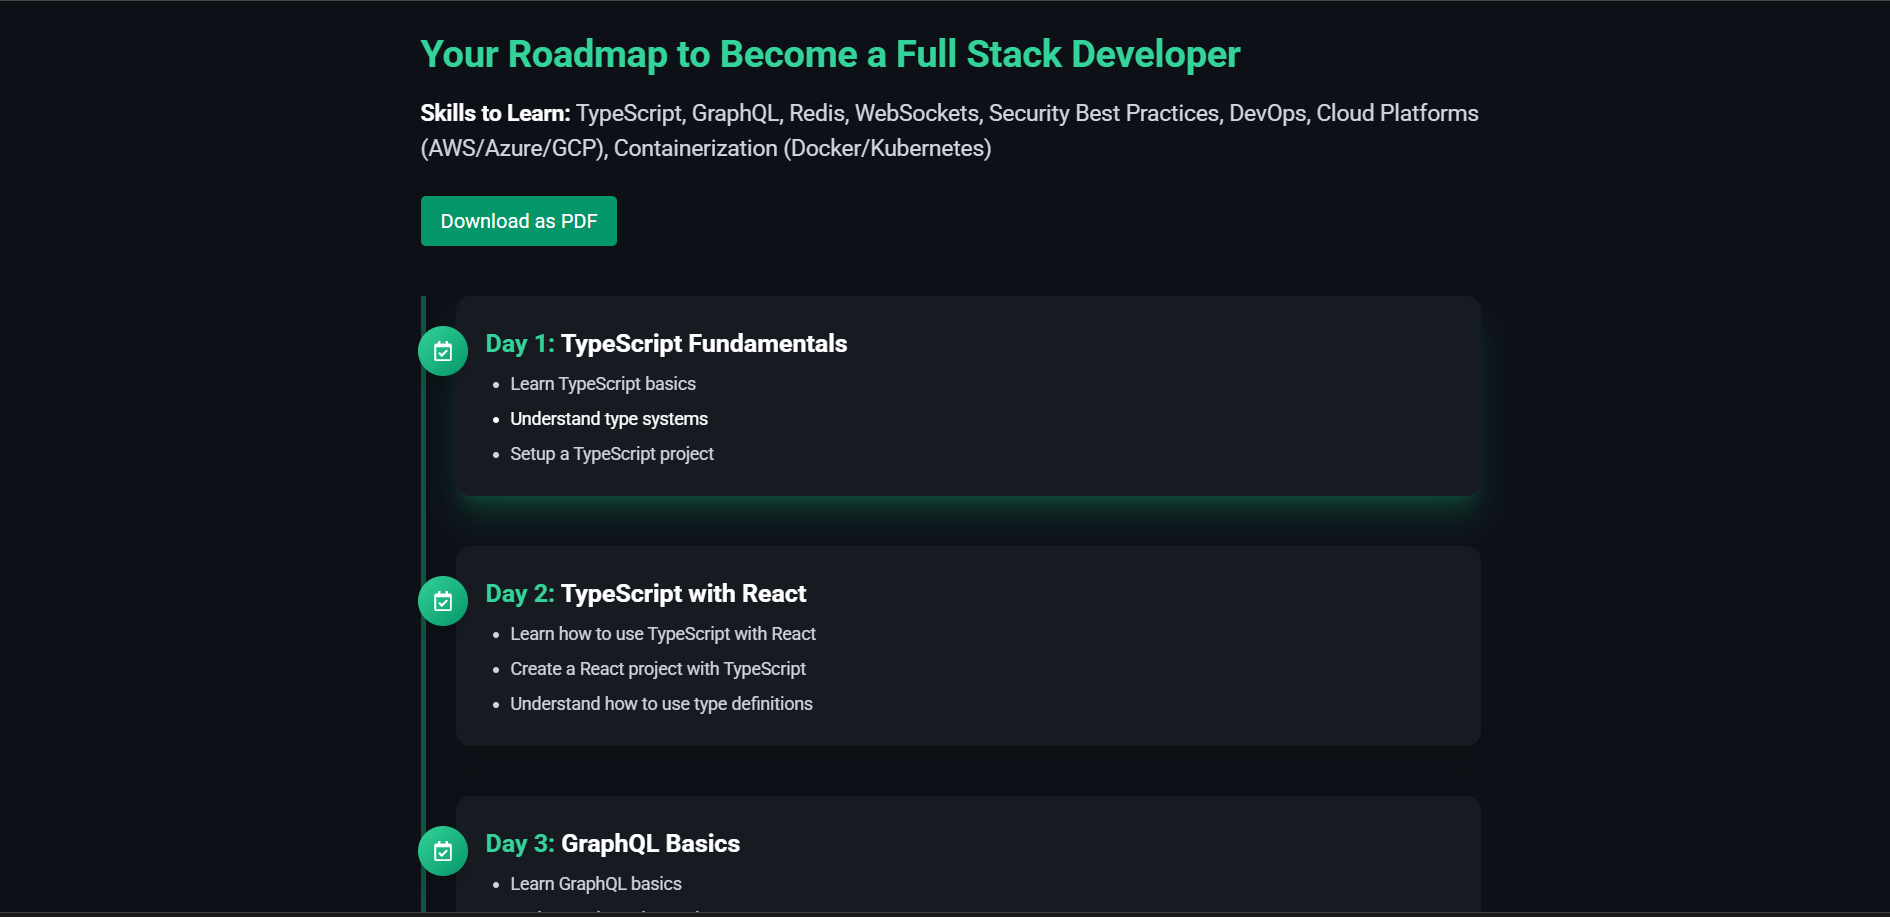 Your Roadmap to Become a Full Stack Developer
Skills to Learn: TypeScript, GraphQL, Redis, WebSockets, Security Best Practices, DevOps, Cloud Platforms
(AWS/Azure/GCP), Containerization (Docker/Kubernetes)
Download as PDF
Day 1: TypeScript Fundamentals
• Learn TypeScript basics
• Understand type systems
• Setup a TypeScript project
Day 2: TypeScript with React
• Learn how to use TypeScript with React
• Create a React project with TypeScript
• Understand how to use type definitions
Day 3: GraphQL Basics
• Learn GraphQL basics